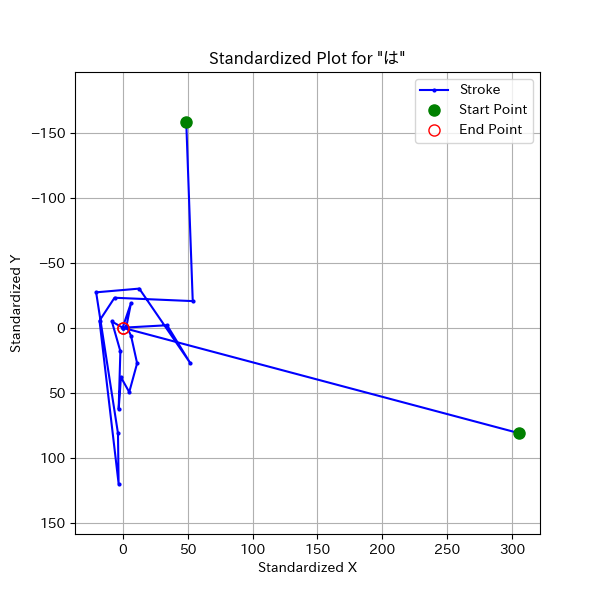 Standardized Plot for "は"
Stroke
Start Point
End Point
Standardized Y
−150
−100
−50
0
50
100
150
0
50
100
150
200
250
300
Standardized X